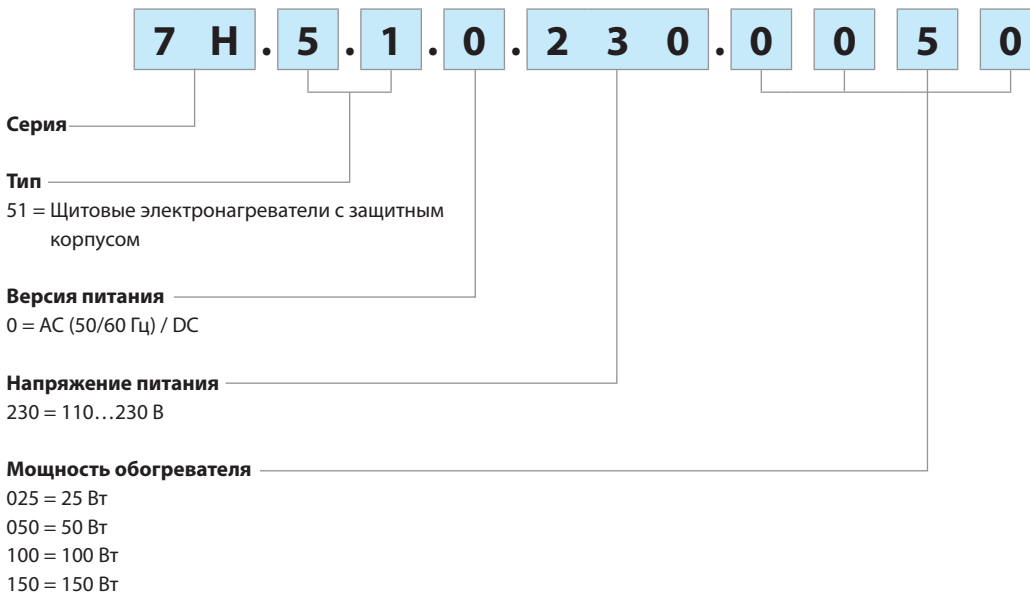 7 H . 5 . 1 . 0 . 2 3 0 . 0 0 5 0
Серия
Тип
51 = Щитовые электронагреватели с защитным
корпусом
Версия питания
0 = AC (50/60 Гц) / DC
Напряжение питания
230 = 110…230 В
Мощность обогревателя
025 = 25 Вт
050 = 50 Вт
100 = 100 Вт
150 = 150 Вт